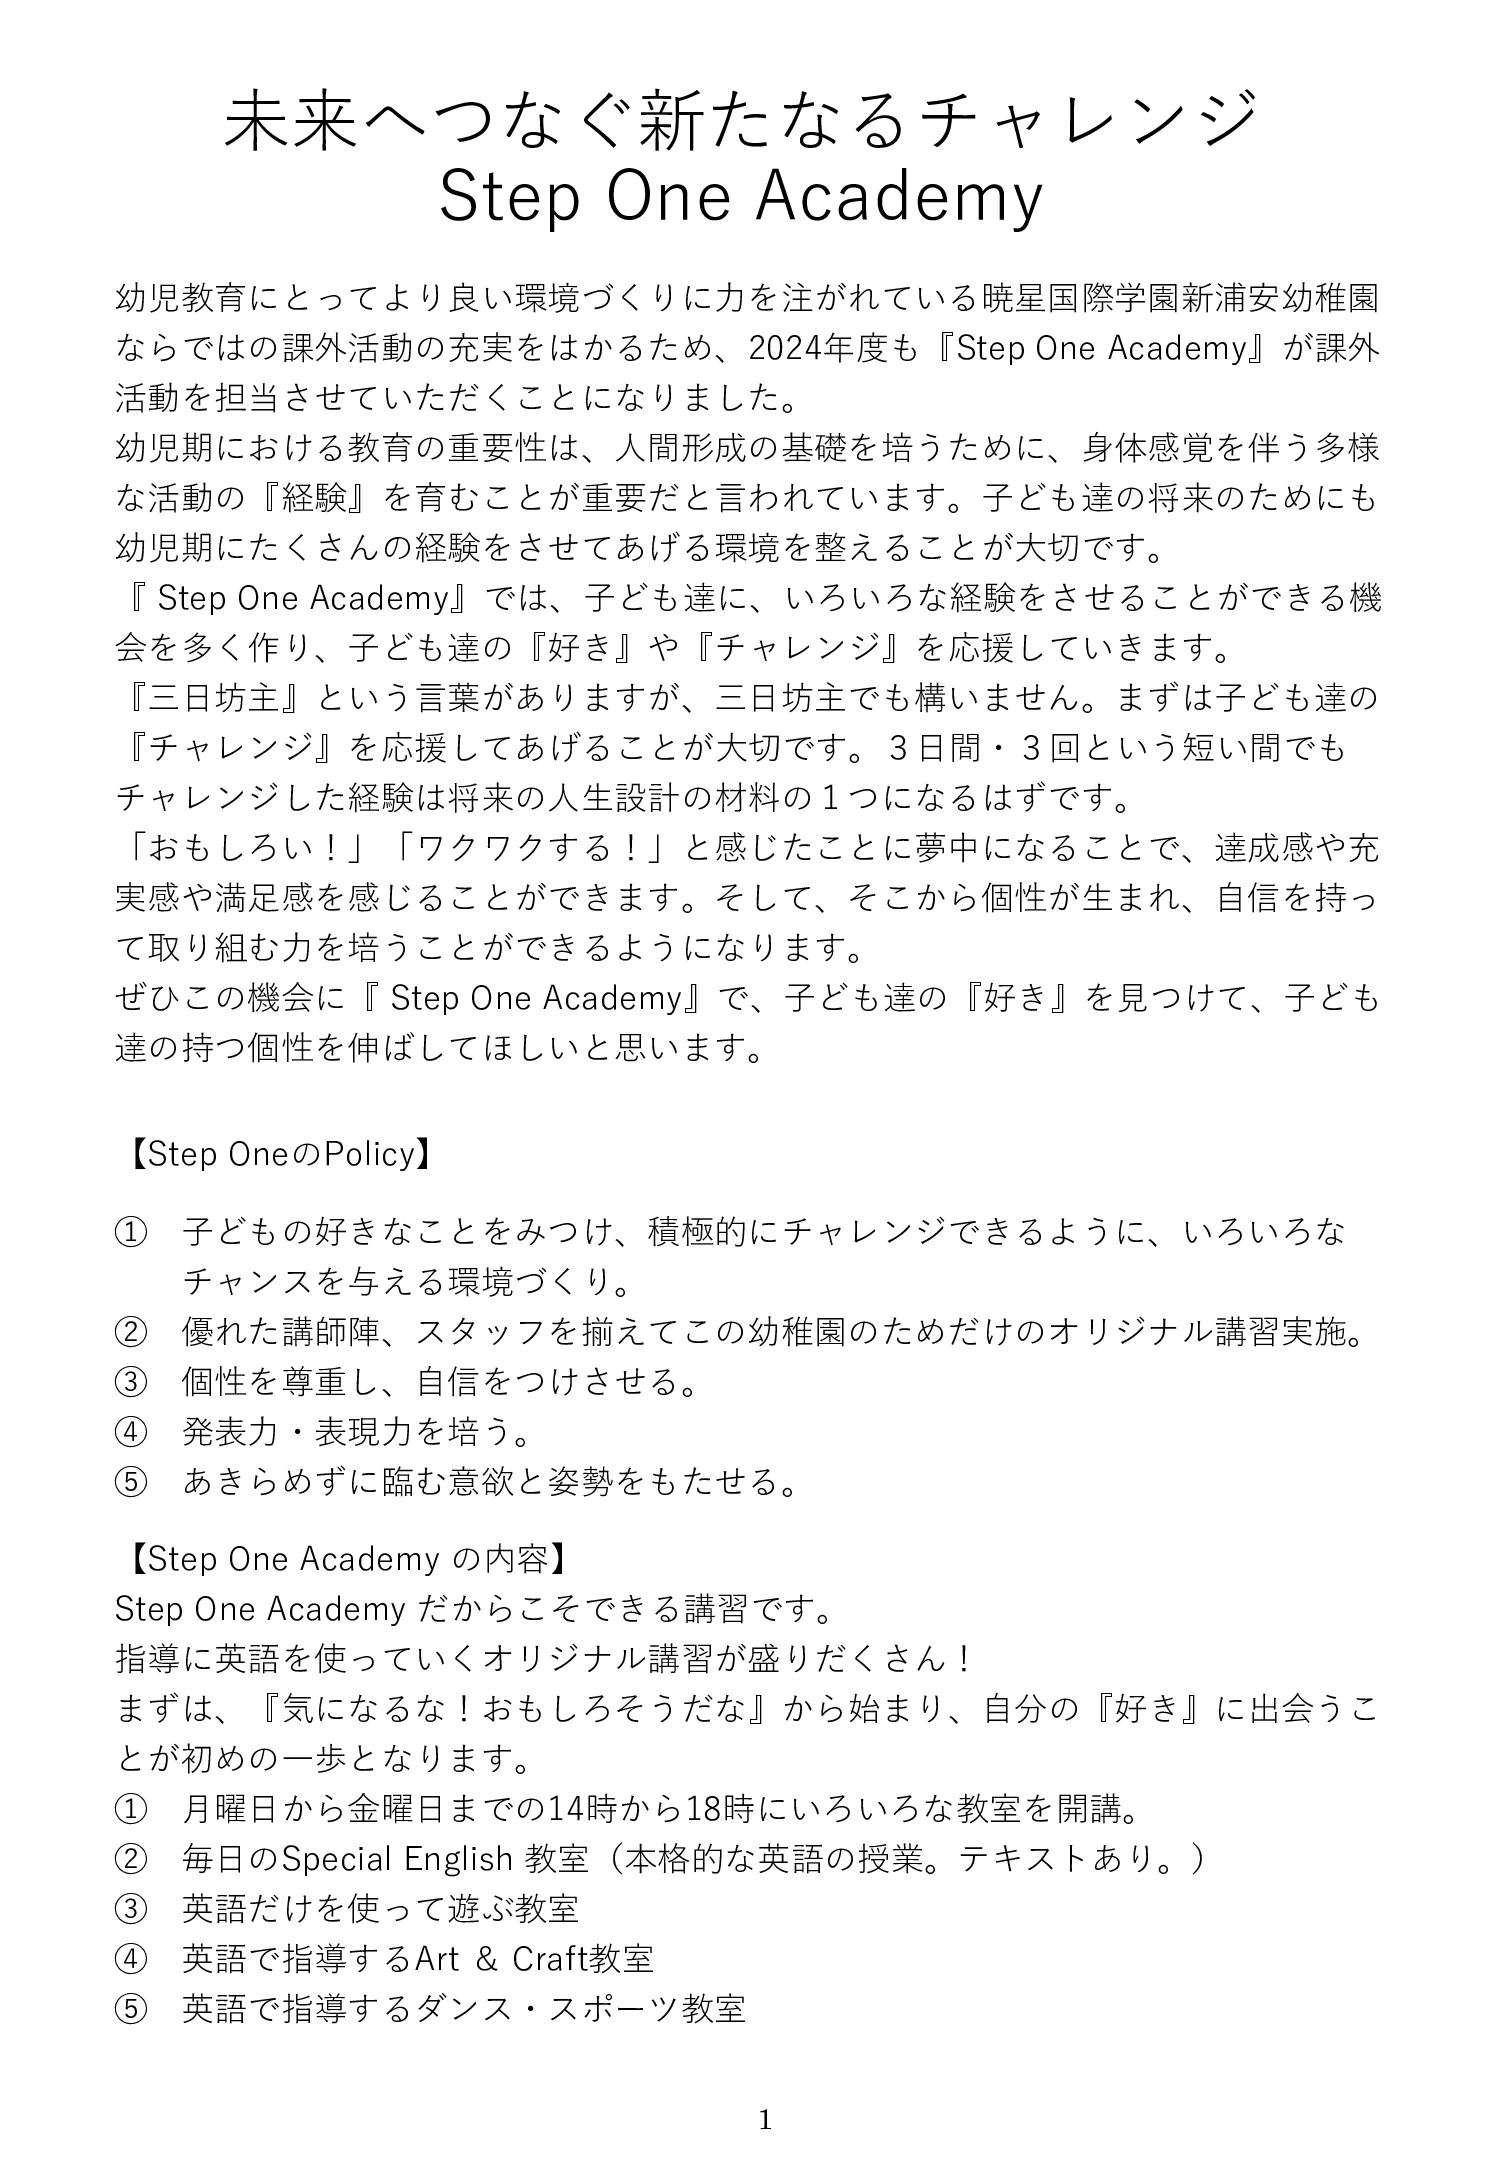 未来へつなぐ新たなるチャレンジ
Step One Academy
幼児教育にとってより良い環境づくりに力を注がれている暁星国際学園新浦安幼稚園
ならではの課外活動の充実をはかるため、2024年度も『Step One Academy』が課外
活動を担当させていただくことになりました。
幼児期における教育の重要性は、人間形成の基礎を培うために、身体感覚を伴う多様
な活動の『経験』を育むことが重要だと言われています。子ども達の将来のためにも
幼児期にたくさんの経験をさせてあげる環境を整えることが大切です。
『 Step One Academy』では、子ども達に、いろいろな経験をさせることができる機
会を多く作り、子ども達の『好き』や『チャレンジ』を応援していきます。
『三日坊主』という言葉がありますが、三日坊主でも構いません。まずは子ども達の
『チャレンジ』を応援してあげることが大切です。３日間・３回という短い間でも
チャレンジした経験は将来の人生設計の材料の１つになるはずです。
「おもしろい！」「ワクワクする！」と感じたことに夢中になることで、達成感や充
実感や満足感を感じることができます。そして、そこから個性が生まれ、自信を持っ
て取り組む力を培うことができるようになります。
ぜひこの機会に『 Step One Academy』で、子ども達の『好き』を見つけて、子ども
達の持つ個性を伸ばしてほしいと思います。
【Step OneのPolicy】
①　子どもの好きなことをみつけ、積極的にチャレンジできるように、いろいろな
チャンスを与える環境づくり。
②　優れた講師陣、スタッフを揃えてこの幼稚園のためだけのオリジナル講習実施。
③　個性を尊重し、自信をつけさせる。
④　発表力・表現力を培う。
⑤　あきらめずに臨む意欲と姿勢をもたせる。
【Step One Academy の内容】
Step One Academy だからこそできる講習です。
指導に英語を使っていくオリジナル講習が盛りだくさん！
まずは、『気になるな！おもしろそうだな』から始まり、自分の『好き』に出会うこ
とが初めの一歩となります。
①　月曜日から金曜日までの14時から18時にいろいろな教室を開講。
②　毎日のSpecial English 教室（本格的な英語の授業。テキストあり。）
③　英語だけを使って遊ぶ教室
④　英語で指導するArt ＆ Craft教室
⑤　英語で指導するダンス・スポーツ教室
1